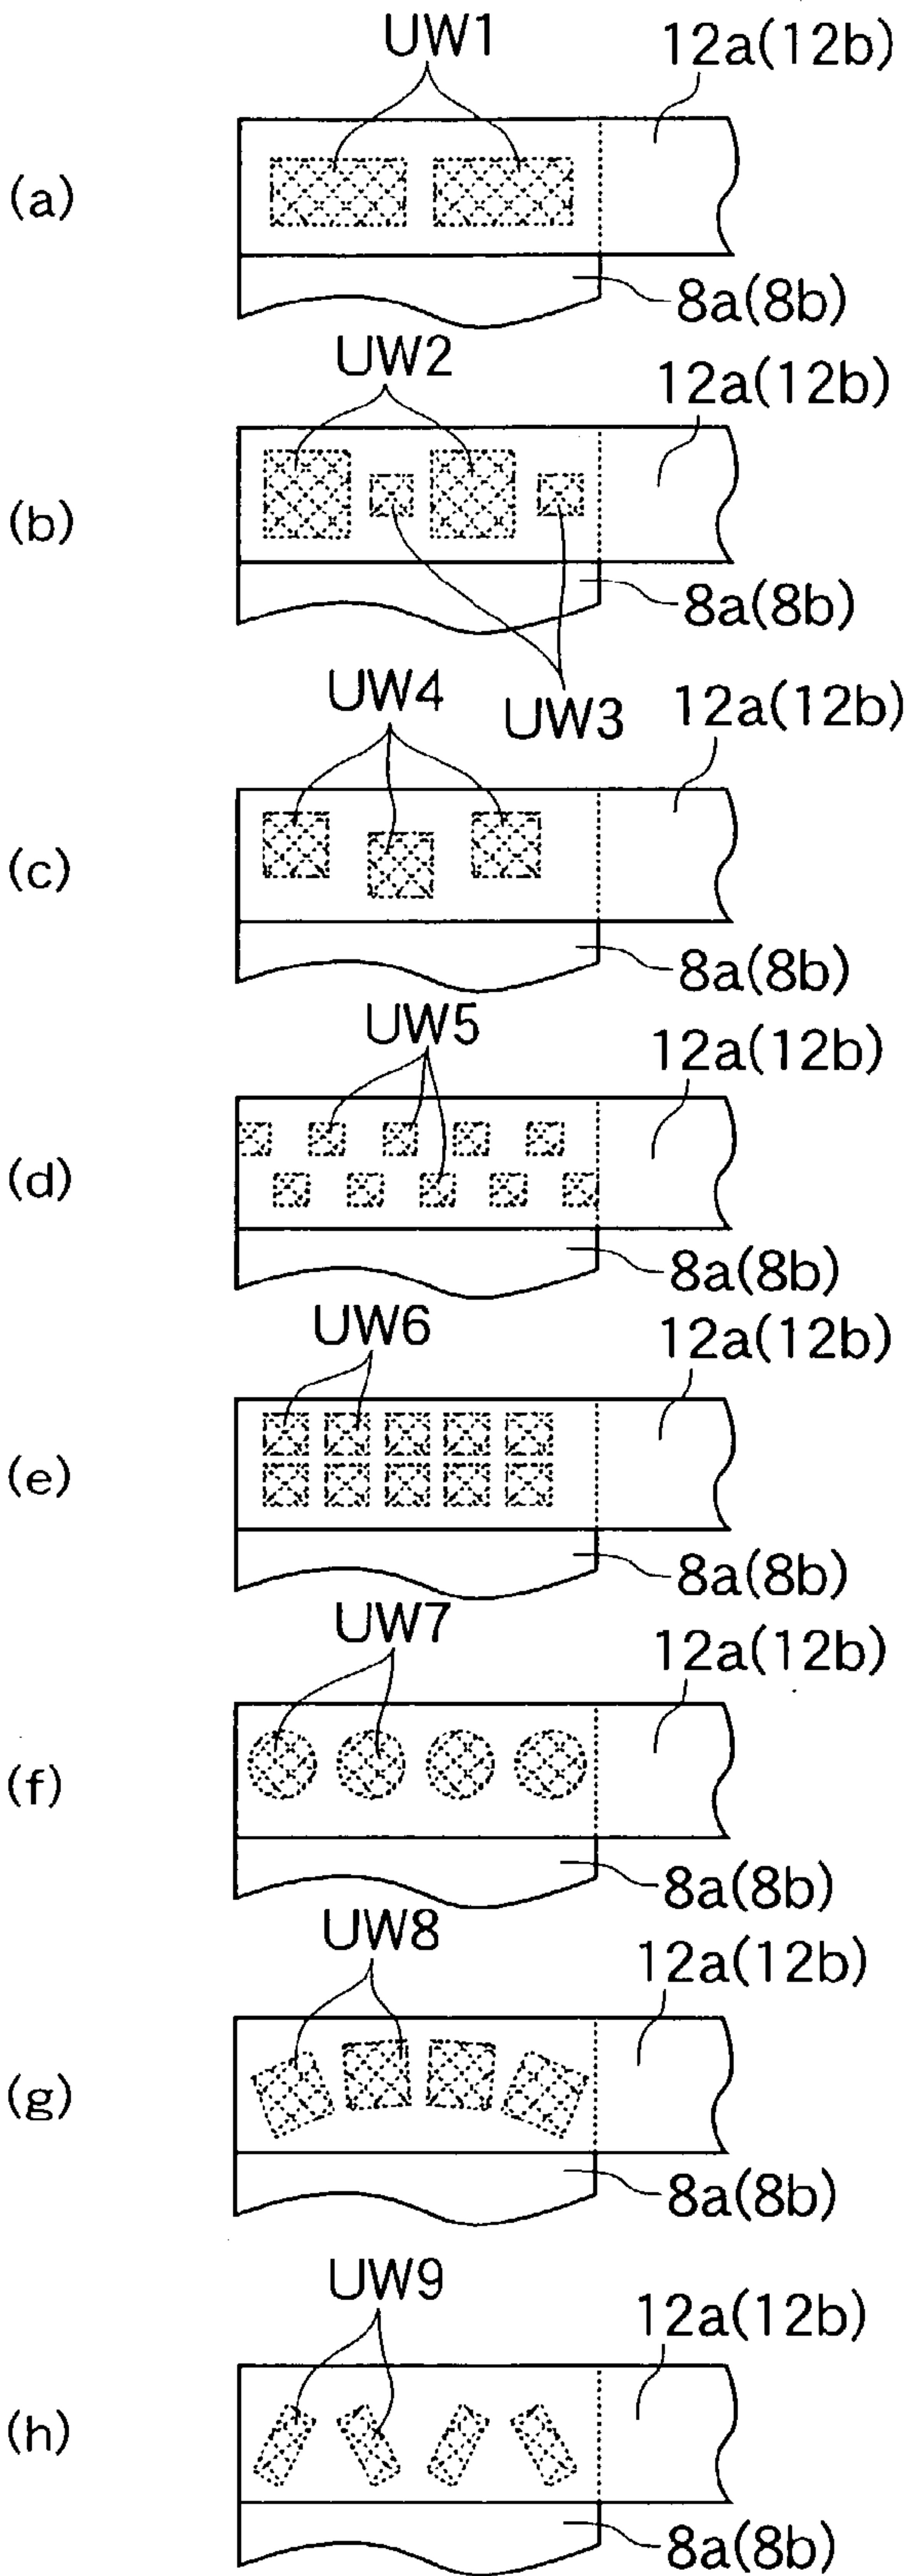 UW1 12a(12b)
(a)
8a(8b)
UW2 12a(12b)
(b)
8a(8b)
UW3
UW4 12a(12b)
(c)
8a(8b)
UW5 12a(12b)
(d)
8a(8b)
UW6 12a(12b)
(e)
8a(8b)
UW7 12a(12b)
(f)
8a(8b)
UW8 12a(12b)
(g)
8a(8b)
UW9 12a(12b)
(h)
8a(8b)